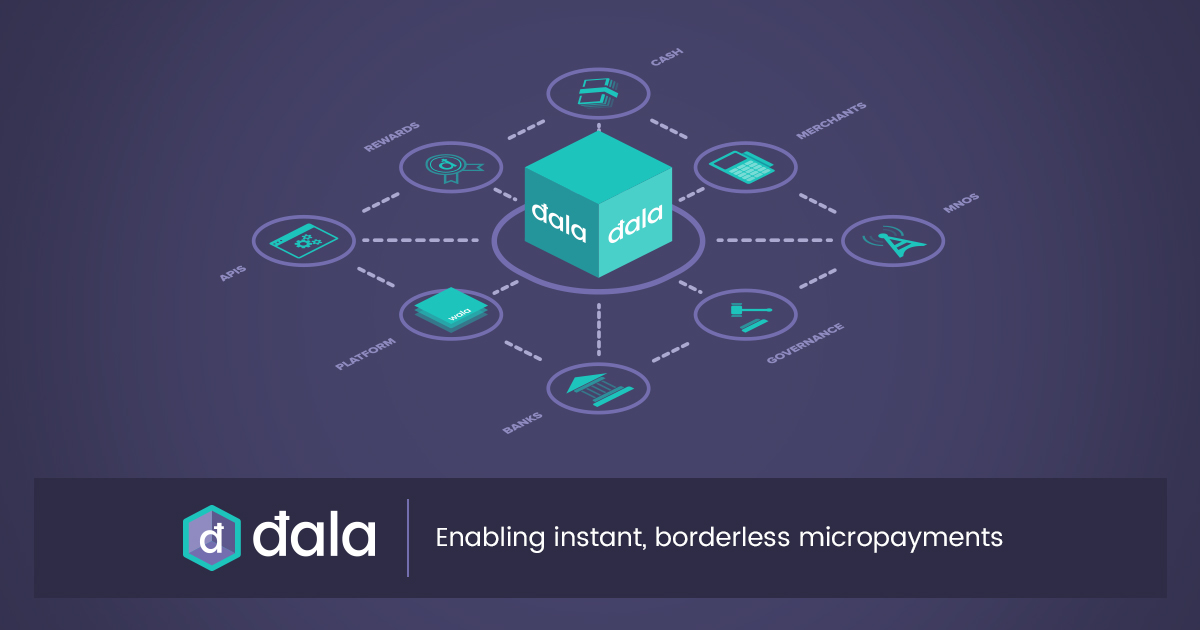 CASH
REWARDS
MERCHANTS
đala đala
APIS
MNOS
PLATFORM
wala
GOVERNANCE
BANKS
đ
đ đala
Enabling instant, borderless micropayments